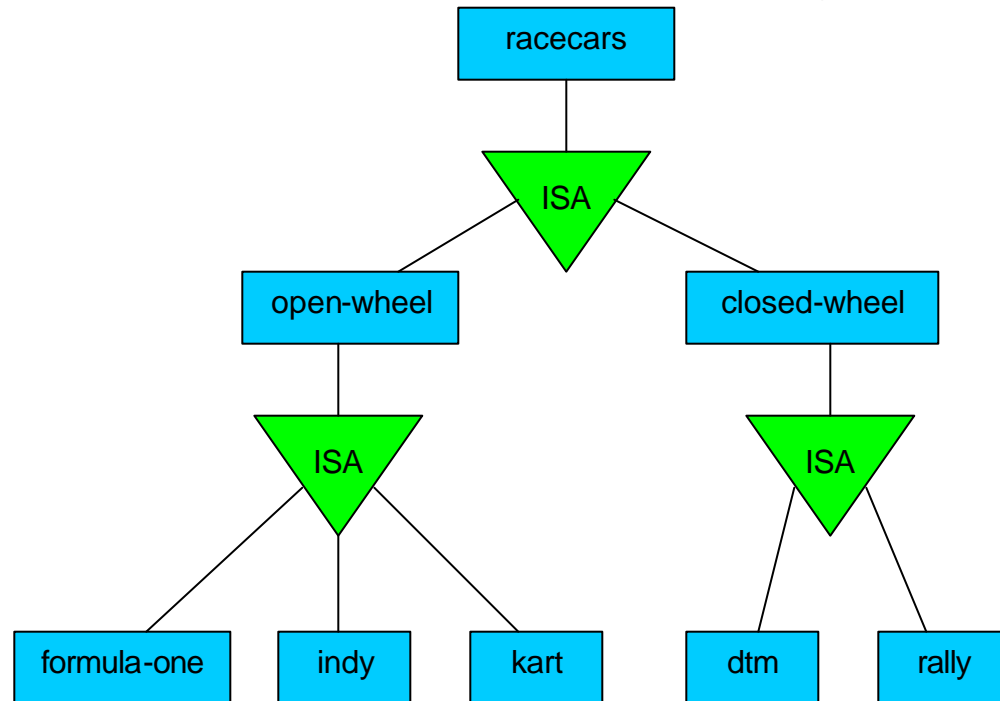 racecars
ISA
open-wheel
closed-wheel
ISA
ISA
formula-one
indy
kart
dtm
rally